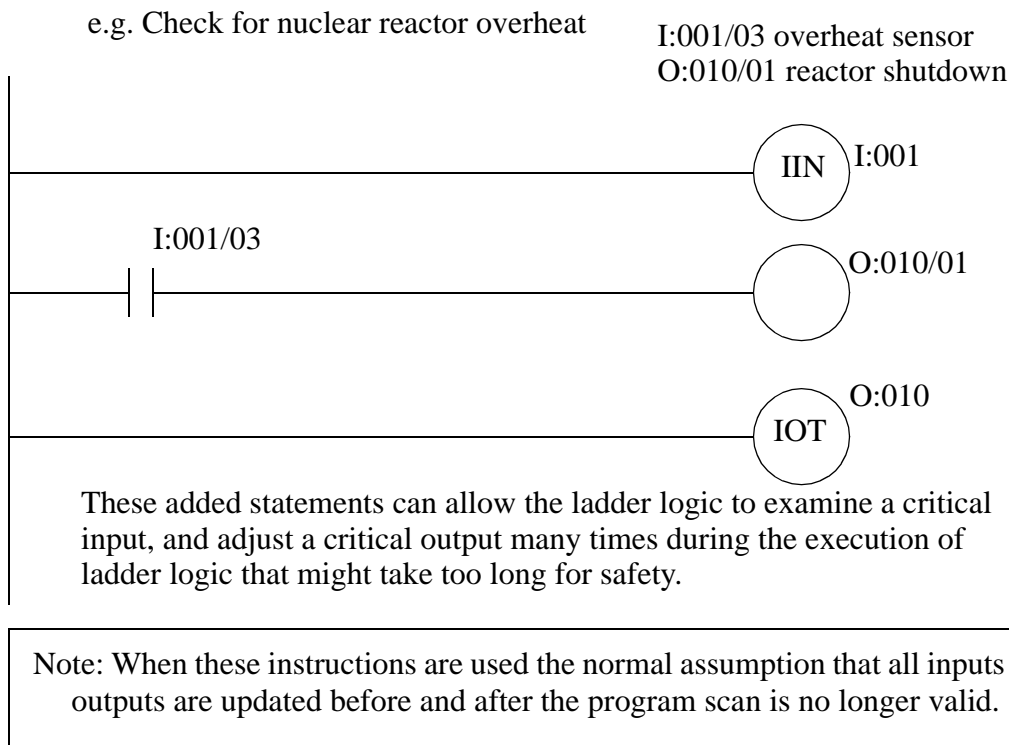 e.g. Check for nuclear reactor overheat
I:001/03 overheat sensor
O:010/01 reactor shutdown
IIN
I:001
I:001/03
O:010/01
O:010
IOT
These added statements can allow the ladder logic to examine a critical
input, and adjust a critical output many times during the execution of
ladder logic that might take too long for safety.
Note: When these instructions are used the normal assumption that all inputs
outputs are updated before and after the program scan is no longer valid.